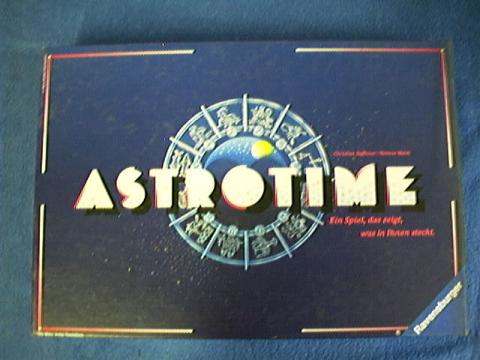 ASTROTIME
Ein Spiel, das zeigt,
was in Ihnen steckt.
Ravensburger